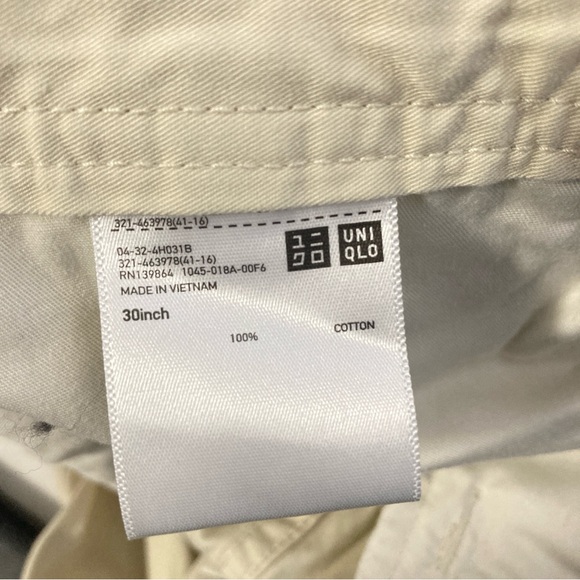 321-463978(41-16)
04-32-4H031B
321-463978(41-16)
RN139864 1045-018A-00F6
MADE IN VIETNAM
30inch
100% COTTON
ユニ
クロ
UNI
QLO